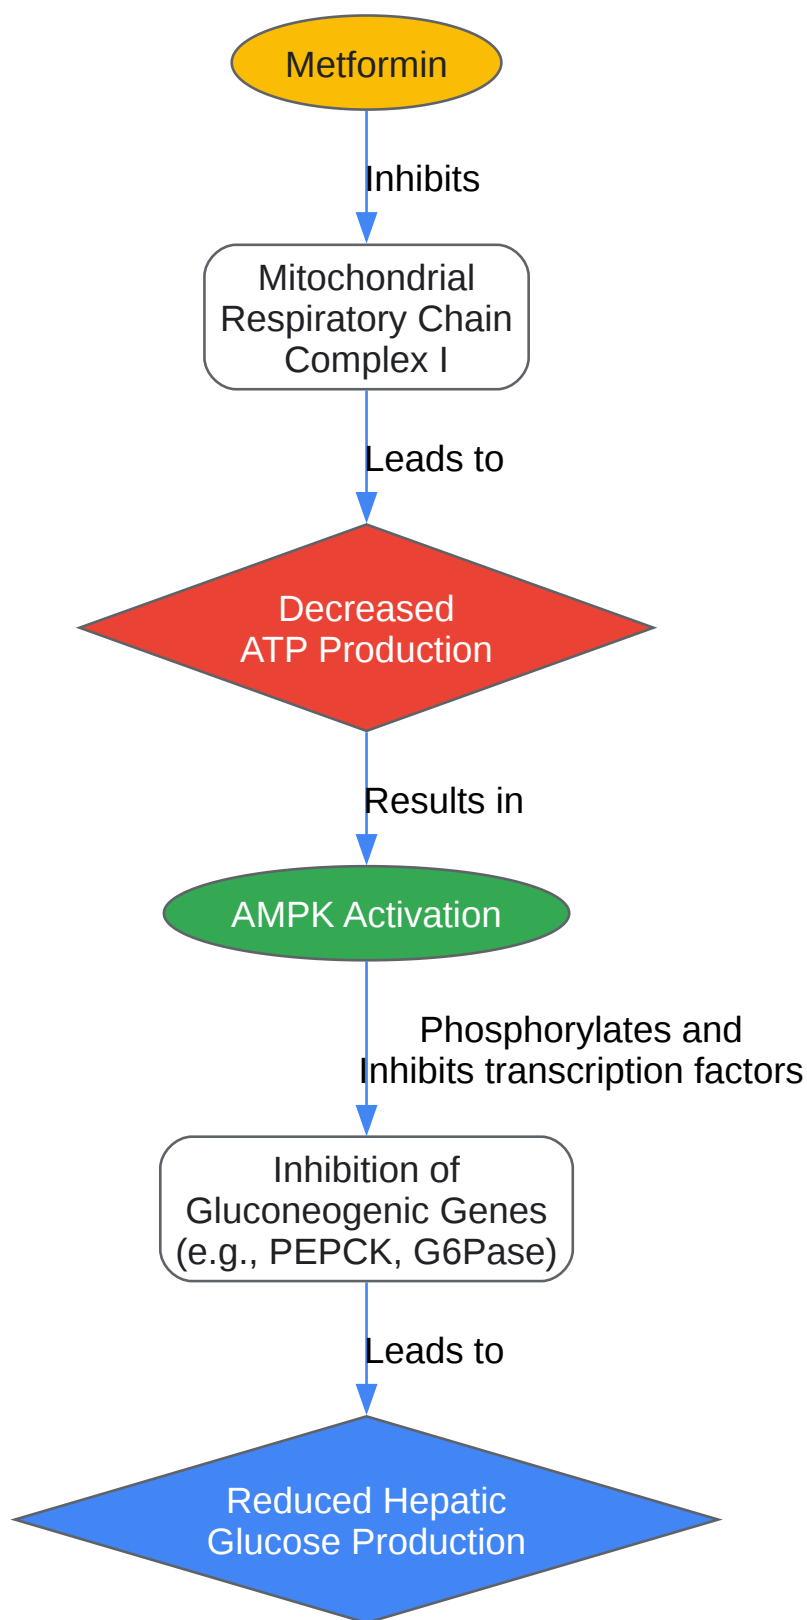 Metformin
Inhibits
Mitochondrial
Respiratory Chain
Complex I
Leads to
Decreased
ATP Production
Results in
AMPK Activation
Phosphorylates and
Inhibits transcription factors
Inhibition of
Gluconeogenic Genes
(e.g., PEPCK, G6Pase)
Leads to
Reduced Hepatic
Glucose Production